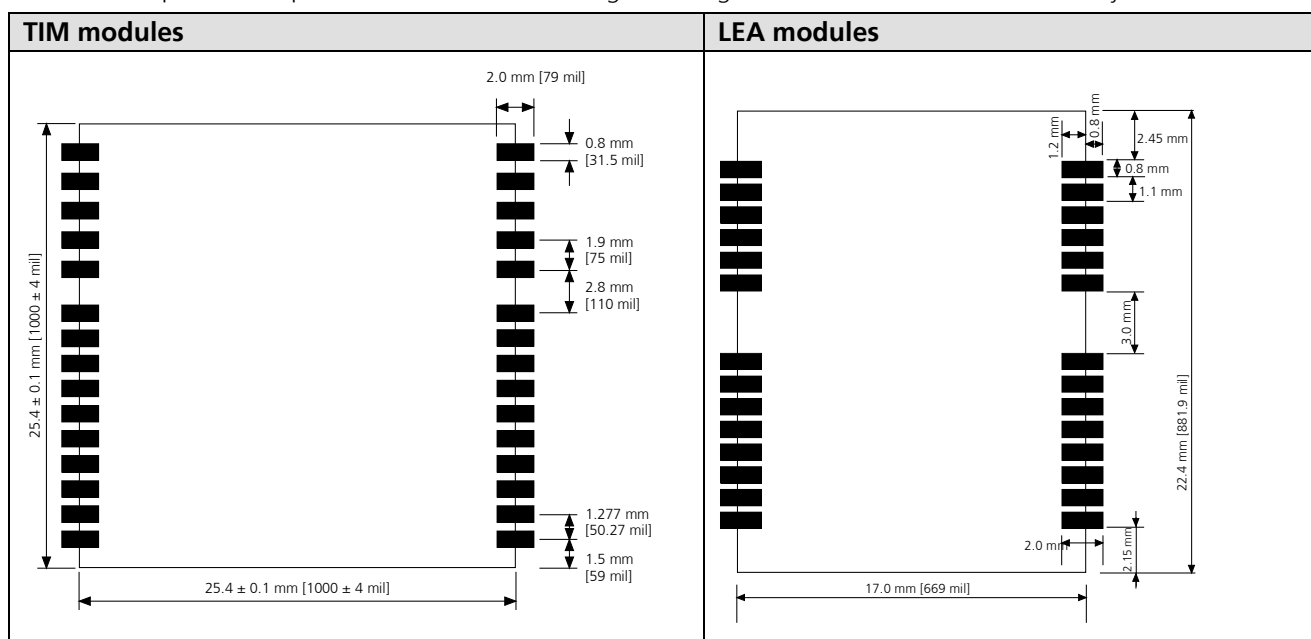 TIM modules
LEA modules
2.0 mm [79 mil]
0.8 mm
[31.5 mil]
1.9 mm
[75 mil]
2.8 mm
[110 mil]
25.4 ± 0.1 mm [1000 ± 4 mil]
1.277 mm
[50.27 mil]
1.5 mm
[59 mil]
25.4 ± 0.1 mm [1000 ± 4 mil]
1.2 mm
0.8 mm
2.45 mm
0.8 mm
1.1 mm
3.0 mm
22.4 mm [881.9 mil]
2.0 mm
2.15 mm
17.0 mm [669 mil]